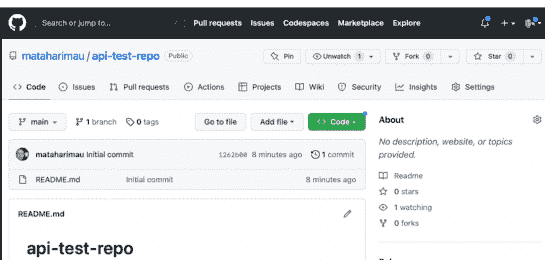 Search or jump to... / Pull requests Issues Codespaces Marketplace Explore
mataharimau / api-test-repo Public Pin Unwatch 1 Fork 0 Star 0
Code Issues Pull requests Actions Projects Wiki Security Insights Settings
main 1 branch 0 tags Go to file Add file Code
About
No description, website, or topics
provided.
mataharimau Initial commit 1262b00 8 minutes ago 1 commit
README.md Initial commit 8 minutes ago
Readme
0 stars
1 watching
0 forks
README.md
api-test-repo